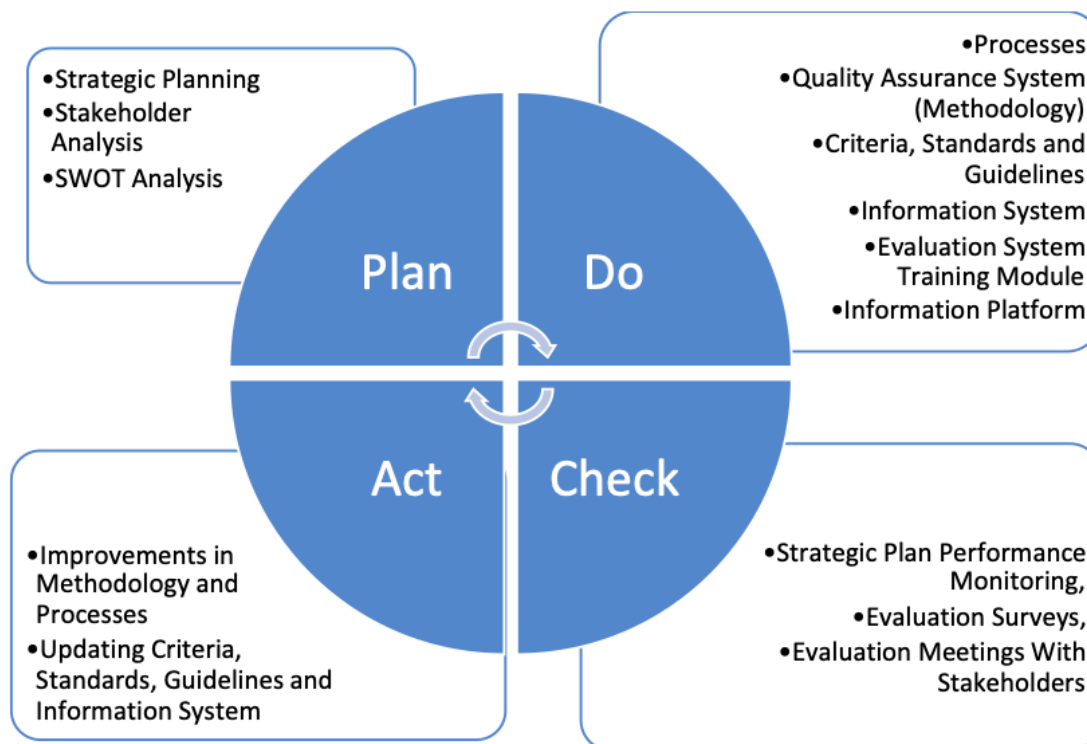 •Strategic Planning
•Stakeholder
Analysis
•SWOT Analysis
•Processes
•Quality Assurance System
(Methodology)
•Criteria, Standards and
Guidelines
•Information System
•Evaluation System
Training Module
•Information Platform
Plan
Do
Act
Check
•Improvements in
Methodology and
Processes
•Updating Criteria,
Standards, Guidelines and
Information System
•Strategic Plan Performance
Monitoring,
•Evaluation Surveys,
•Evaluation Meetings With
Stakeholders